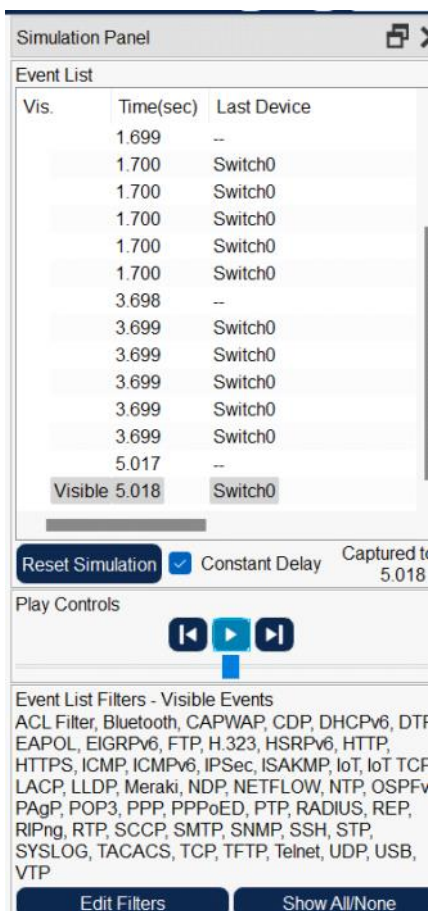 Simulation Panel
Event List
Vis. Time(sec) Last Device
1.699 --
1.700 Switch0
1.700 Switch0
1.700 Switch0
1.700 Switch0
1.700 Switch0
3.698 --
3.699 Switch0
3.699 Switch0
3.699 Switch0
3.699 Switch0
3.699 Switch0
5.017 --
Visible 5.018 Switch0
Reset Simulation Constant Delay Captured to
5.018
Play Controls
Event List Filters - Visible Events
ACL Filter, Bluetooth, CAPWAP, CDP, DHCPv6, DTP
EAPOL, EIGRPv6, FTP, H.323, HSRPv6, HTTP,
HTTPS, ICMP, ICMPv6, IPSec, ISAKMP, IoT, IoT TCP
LACP, LLDP, Meraki, NDP, NETFLOW, NTP, OSPFv
PAgP, POP3, PPP, PPPoED, PTP, RADIUS, REP,
RIPng, RTP, SCCP, SMTP, SNMP, SSH, STP,
SYSLOG, TACACS, TCP, TFTP, Telnet, UDP, USB,
VTP
Edit Filters Show All/None